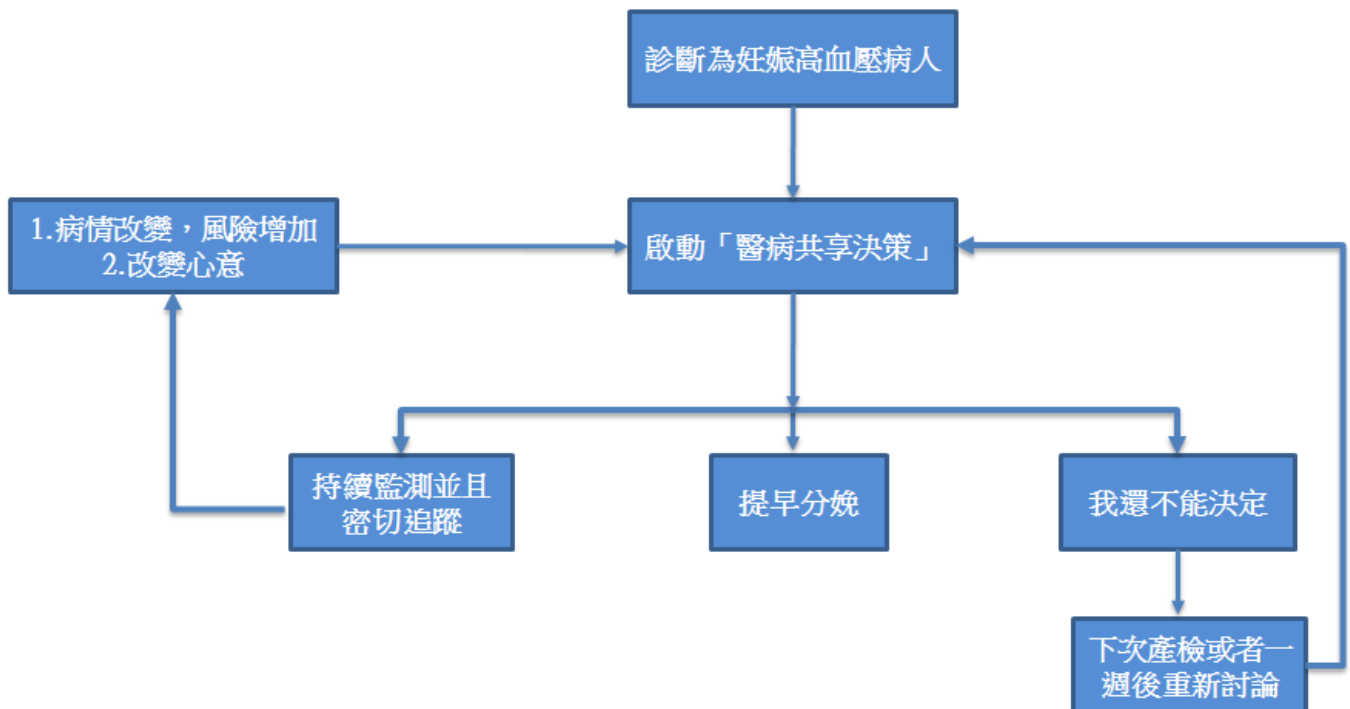 診斷為妊娠高血壓病人
1.病情改變，風險增加
2.改變心意
啟動「醫病共享決策」
持續監測並且
密切追蹤
提早分娩
我還不能決定
下次產檢或者一
週後重新討論